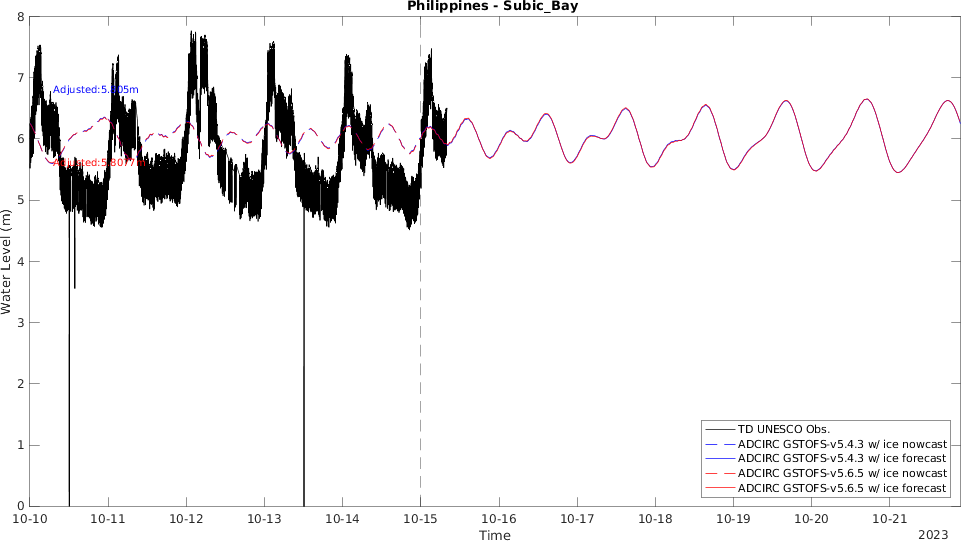 Philippines - Subic_Bay
8
7
6
5
4
3
2
1
0
Water Level (m)
Adjusted:5.805m
Adjusted:5.8077m
10-10 10-11 10-12 10-13 10-14 10-15 10-16 10-17 10-18 10-19 10-20 10-21
Time
2023
TD UNESCO Obs.
ADCIRC GSTOFS-v5.4.3 w/ ice nowcast
ADCIRC GSTOFS-v5.4.3 w/ ice forecast
ADCIRC GSTOFS-v5.6.5 w/ ice nowcast
ADCIRC GSTOFS-v5.6.5 w/ ice forecast